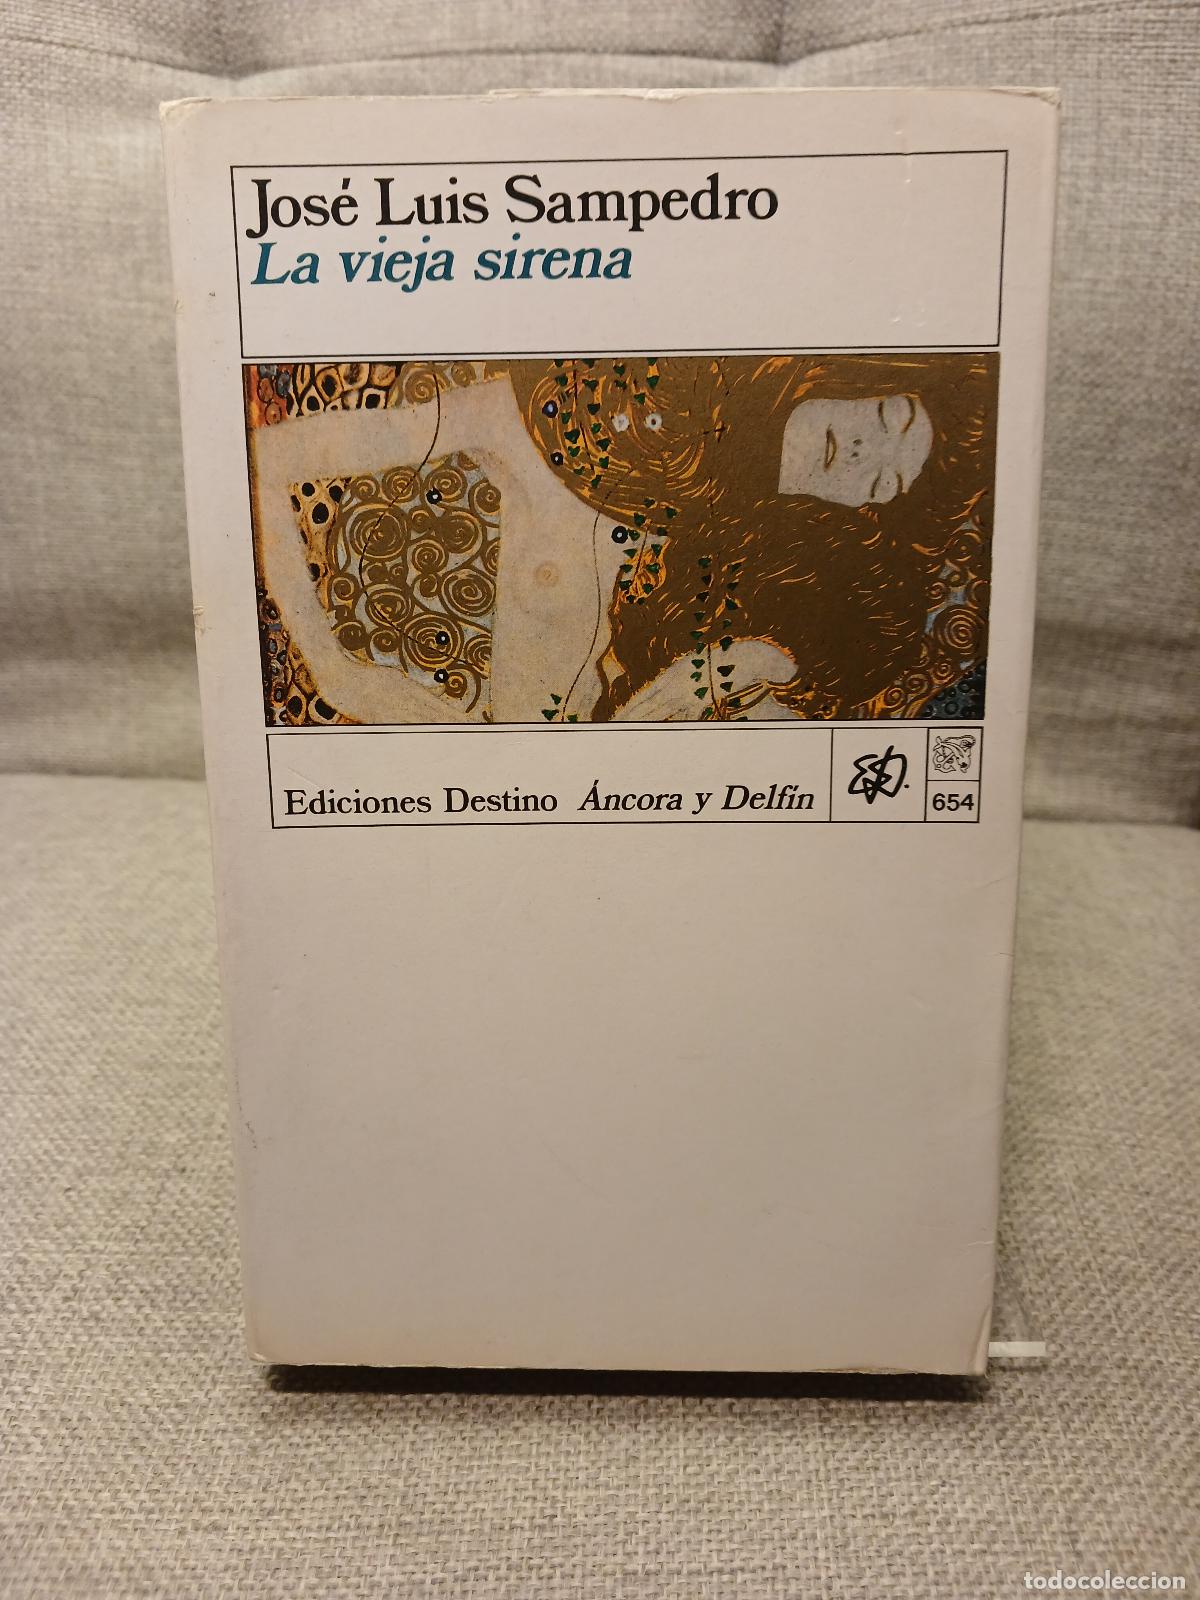 José Luis Sampedro
La vieja sirena
Ediciones Destino Áncora y Delfín
654
todocoleccion